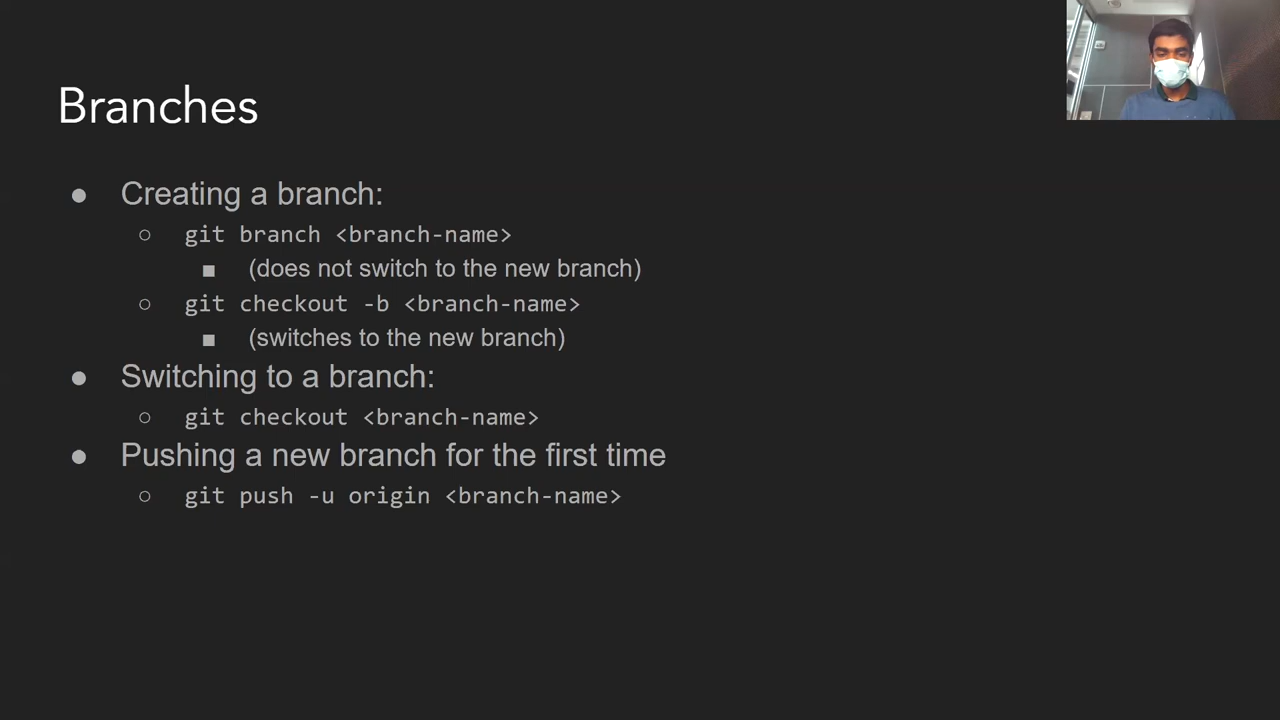 Branches
● Creating a branch:
○ git branch <branch-name>
■ (does not switch to the new branch)
○ git checkout -b <branch-name>
■ (switches to the new branch)
● Switching to a branch:
○ git checkout <branch-name>
● Pushing a new branch for the first time
○ git push -u origin <branch-name>